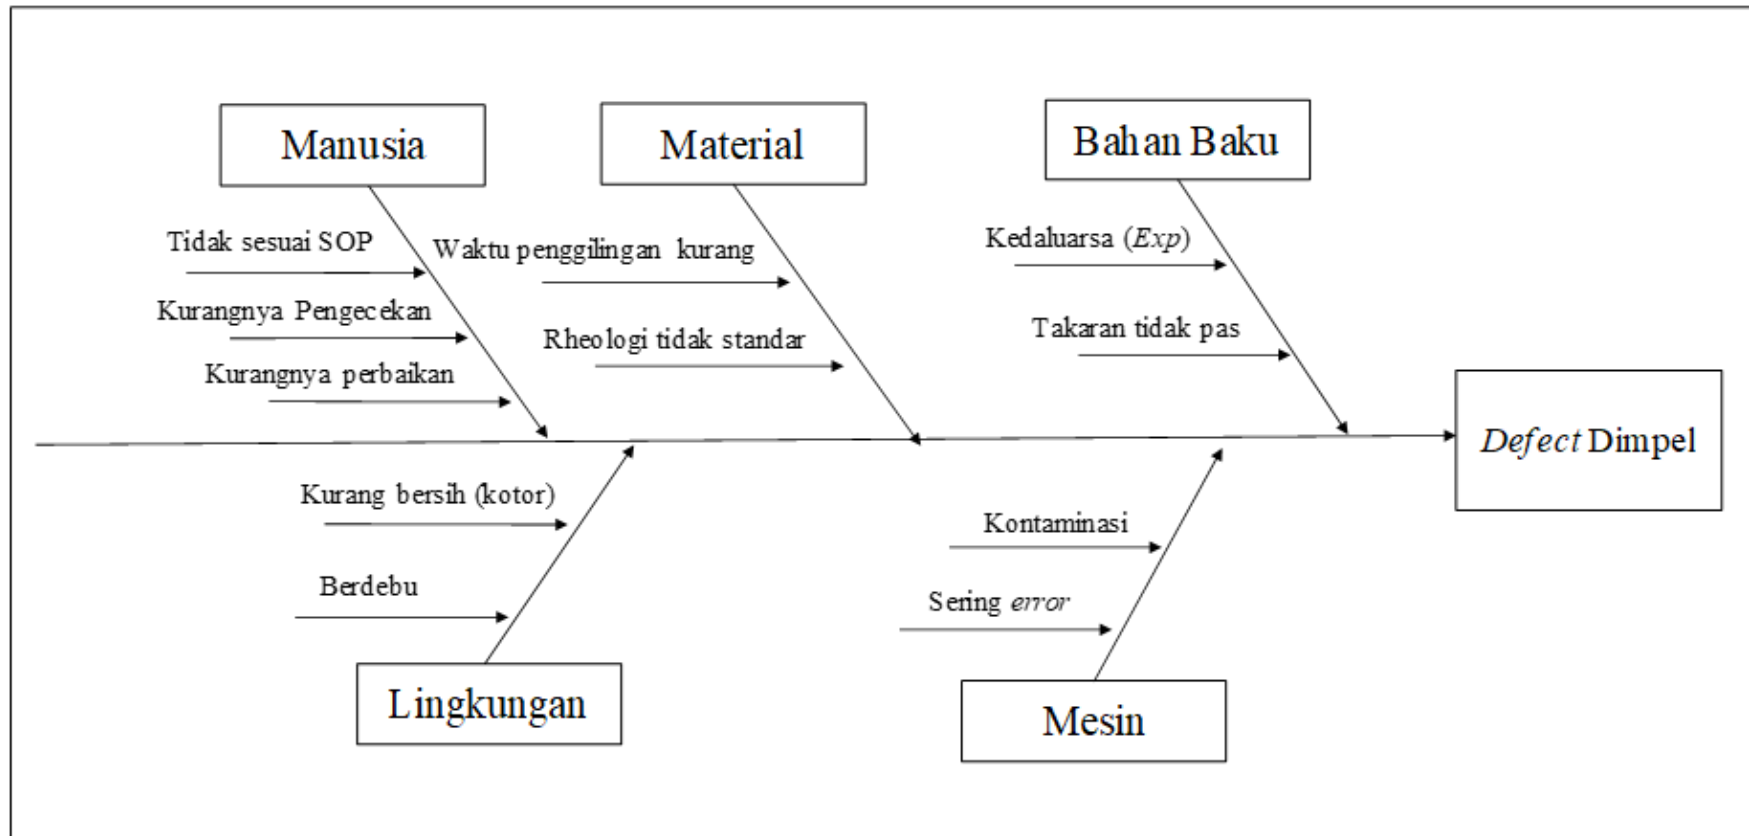 Manusia
Material
Bahan Baku
Tidak sesuai SOP
Kurangnya Pengecekan
Kurangnya perbaikan
Waktu penggilingan kurang
Rheologi tidak standar
Kedaluarsa (Exp)
Takaran tidak pas
Defect Dimpel
Kurang bersih (kotor)
Berdebu
Kontaminasi
Sering error
Lingkungan
Mesin